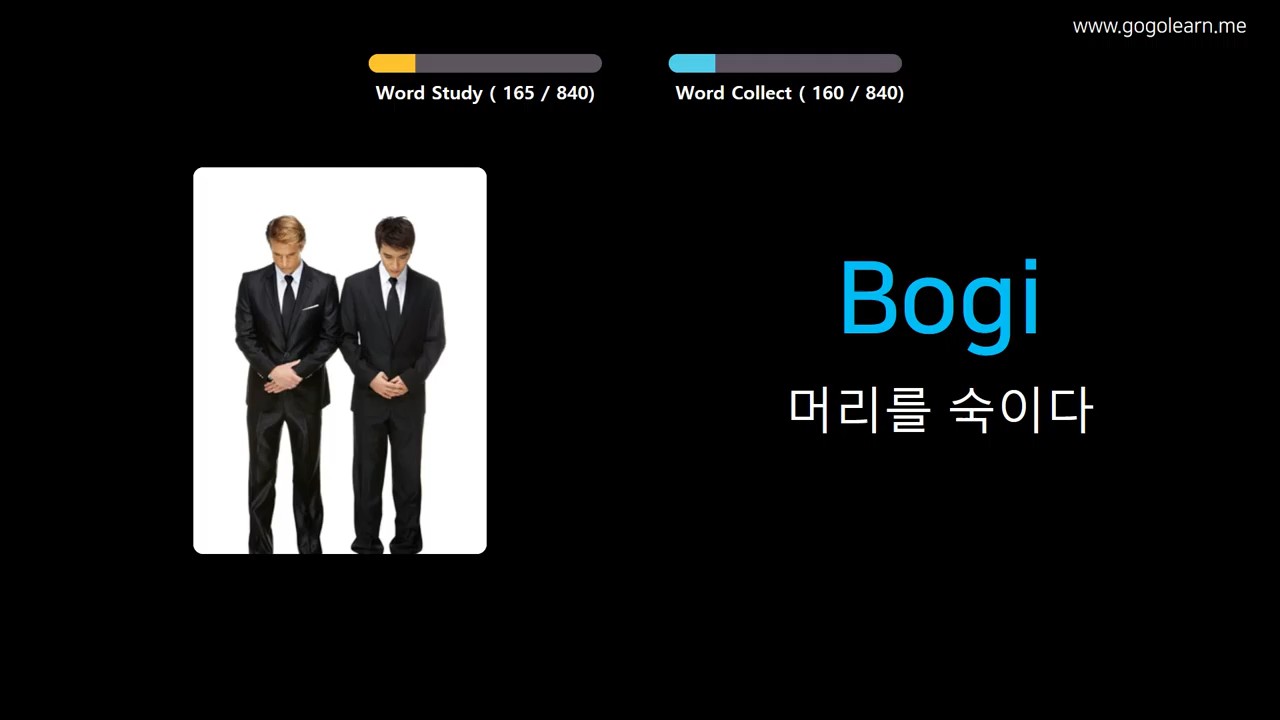 www.gogolearn.me
Word Study ( 165 / 840)
Word Collect ( 160 / 840)
Bogi
머리를 숙이다